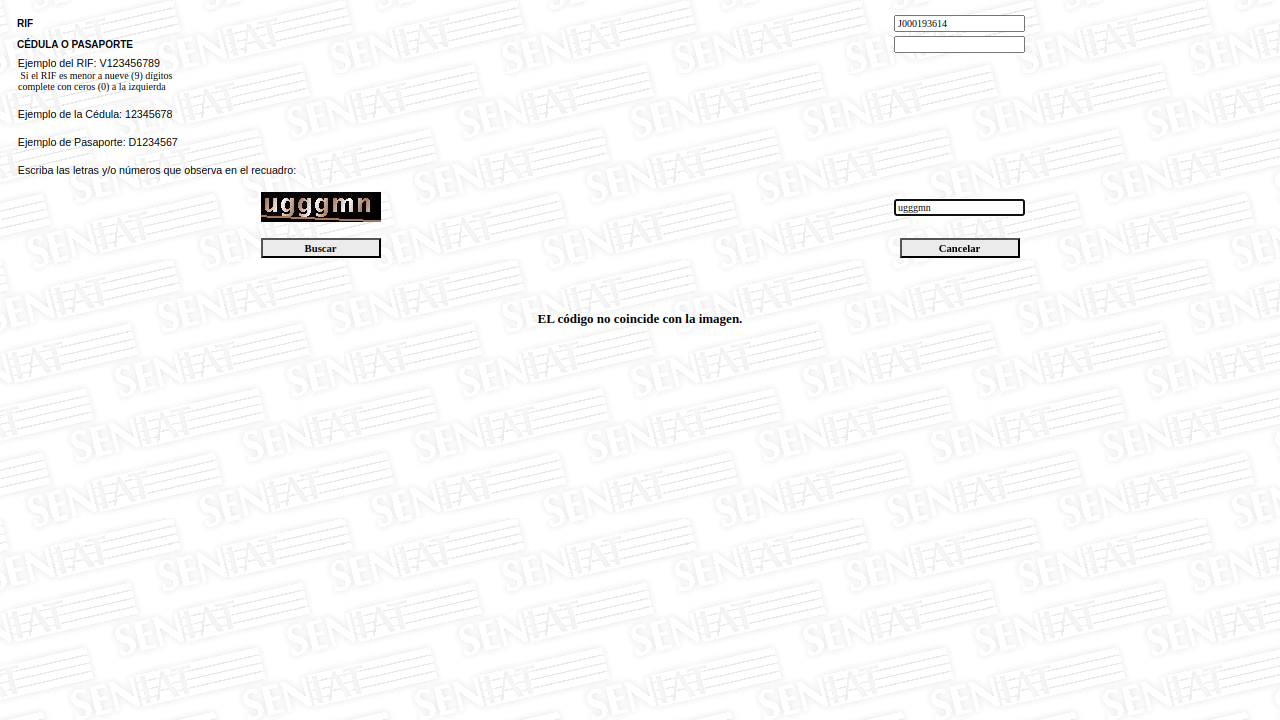 RIF J000193614
CÉDULA O PASAPORTE
Ejemplo del RIF: V123456789
Si el RIF es menor a nueve (9) dígitos
complete con ceros (0) a la izquierda
Ejemplo de la Cédula: 12345678
Ejemplo de Pasaporte: D1234567
Escriba las letras y/o números que observa en el recuadro:
ugggmn ugggmn
Buscar Cancelar
EL código no coincide con la imagen.
SENIAT